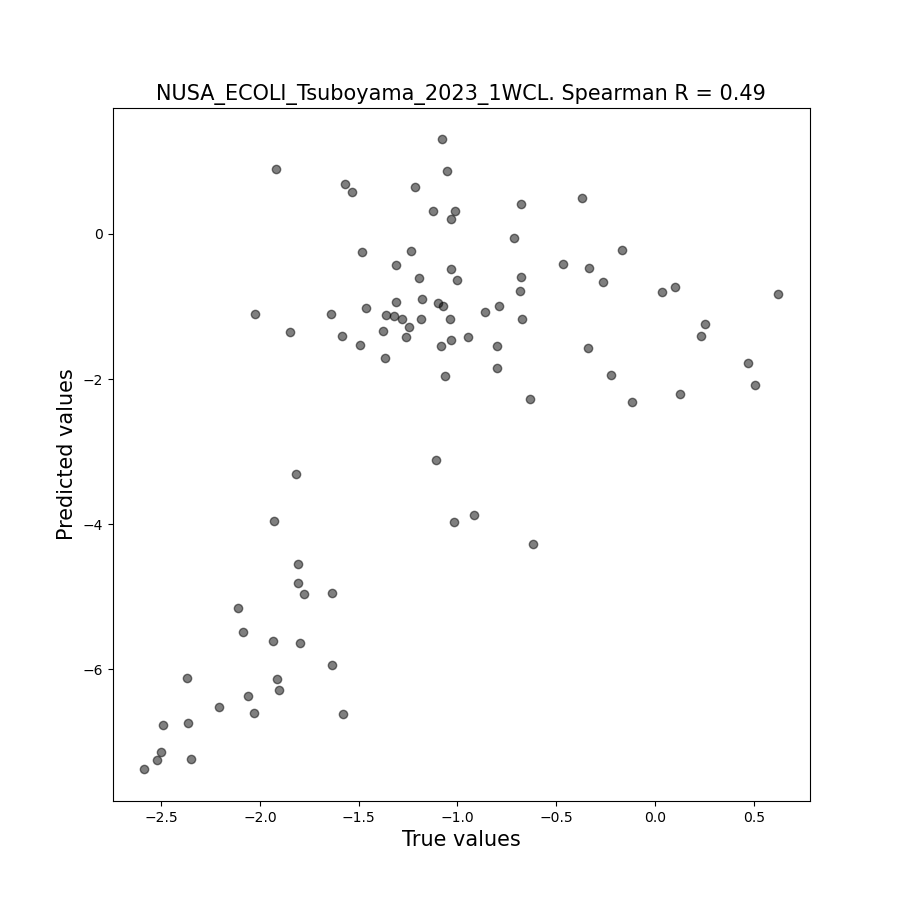 NUSA_ECOLI_Tsuboyama_2023_1WCL. Spearman R = 0.49
0
−2
−4
−6
Predicted values
−2.5 −2.0 −1.5 −1.0 −0.5 0.0 0.5
True values